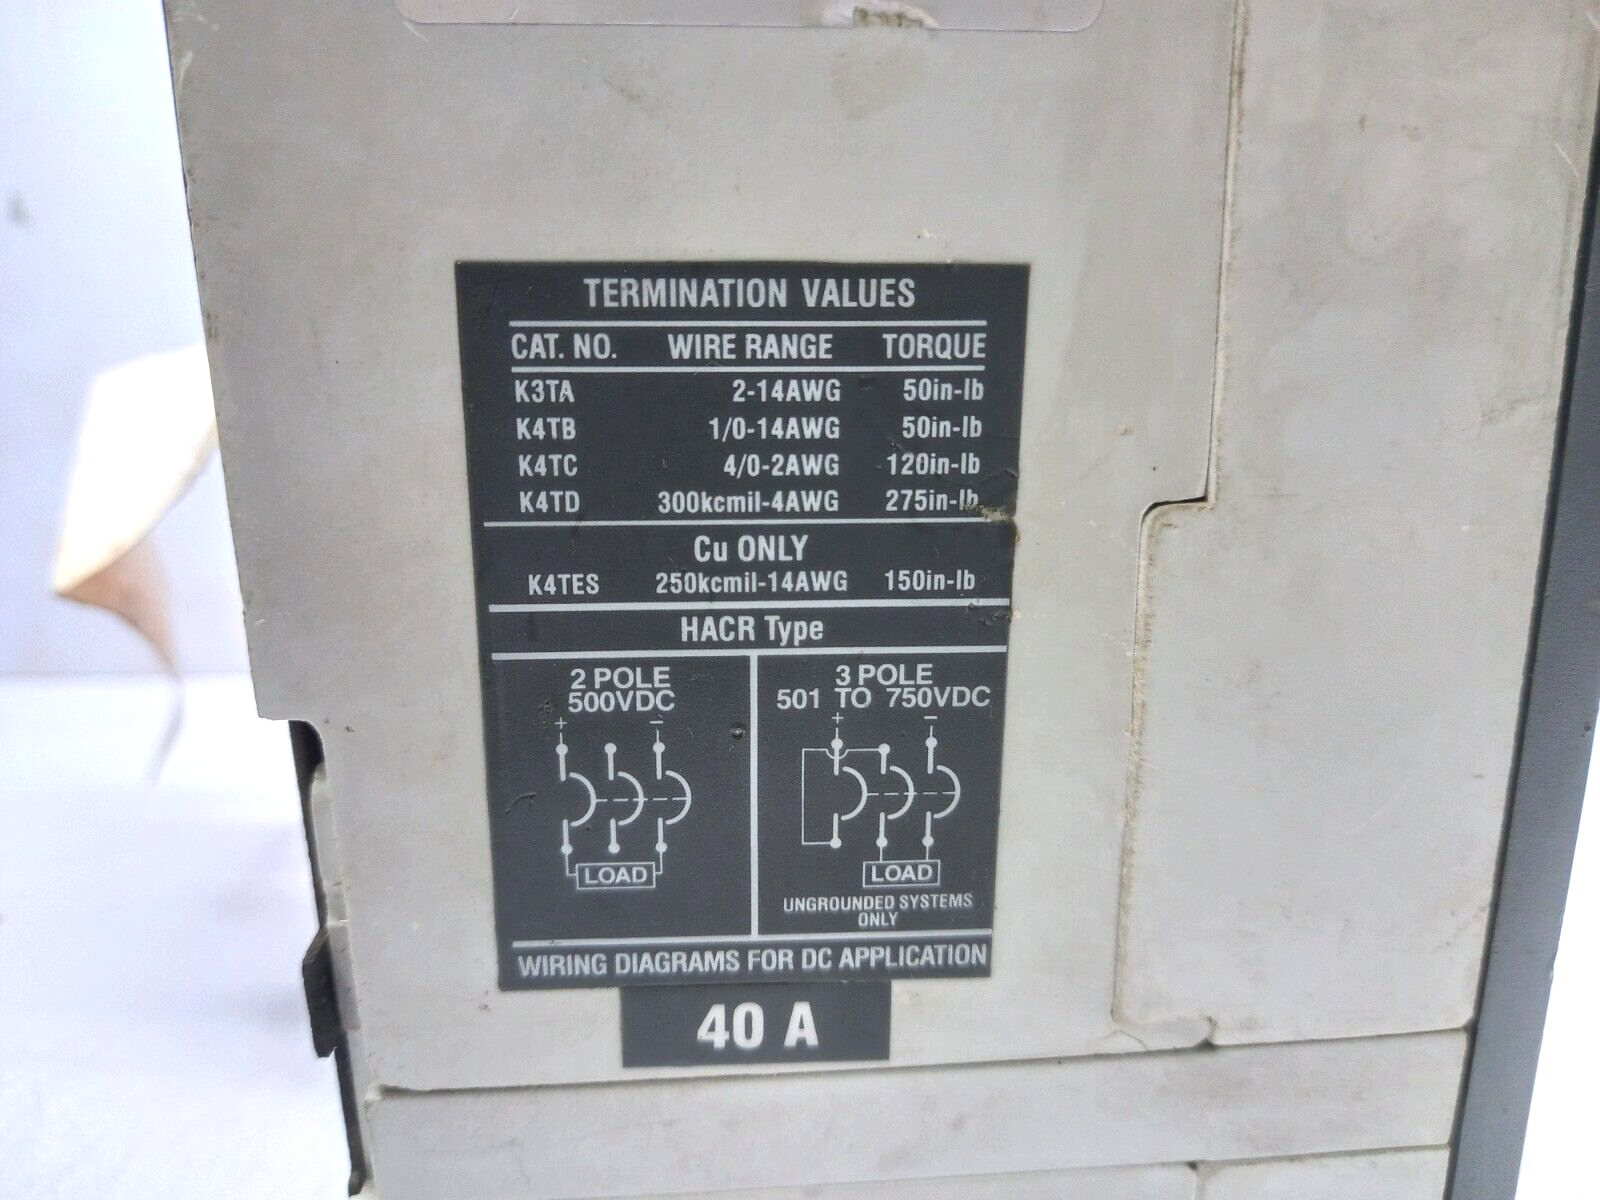 TERMINATION VALUES
CAT. NO. WIRE RANGE TORQUE
K3TA 2-14AWG 50in-lb
K4TB 1/0-14AWG 50in-lb
K4TC 4/0-2AWG 120in-lb
K4TD 300kcmil-4AWG 275in-lb
Cu ONLY
K4TES 250kcmil-14AWG 150in-lb
HACR Type
2 POLE
500VDC
+ −
LOAD
3 POLE
501 TO 750VDC
+ −
LOAD
UNGROUNDED SYSTEMS
ONLY
WIRING DIAGRAMS FOR DC APPLICATION
40 A